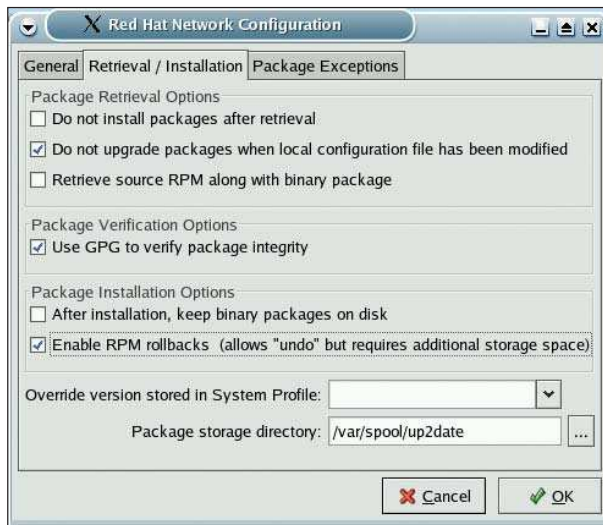 Red Hat Network Configuration
General Retrieval / Installation Package Exceptions
Package Retrieval Options
Do not install packages after retrieval
Do not upgrade packages when local configuration file has been modified
Retrieve source RPM along with binary package
Package Verification Options
Use GPG to verify package integrity
Package Installation Options
After installation, keep binary packages on disk
Enable RPM rollbacks (allows "undo" but requires additional storage space)
Override version stored in System Profile:
Package storage directory: /var/spool/up2date ...
Cancel OK